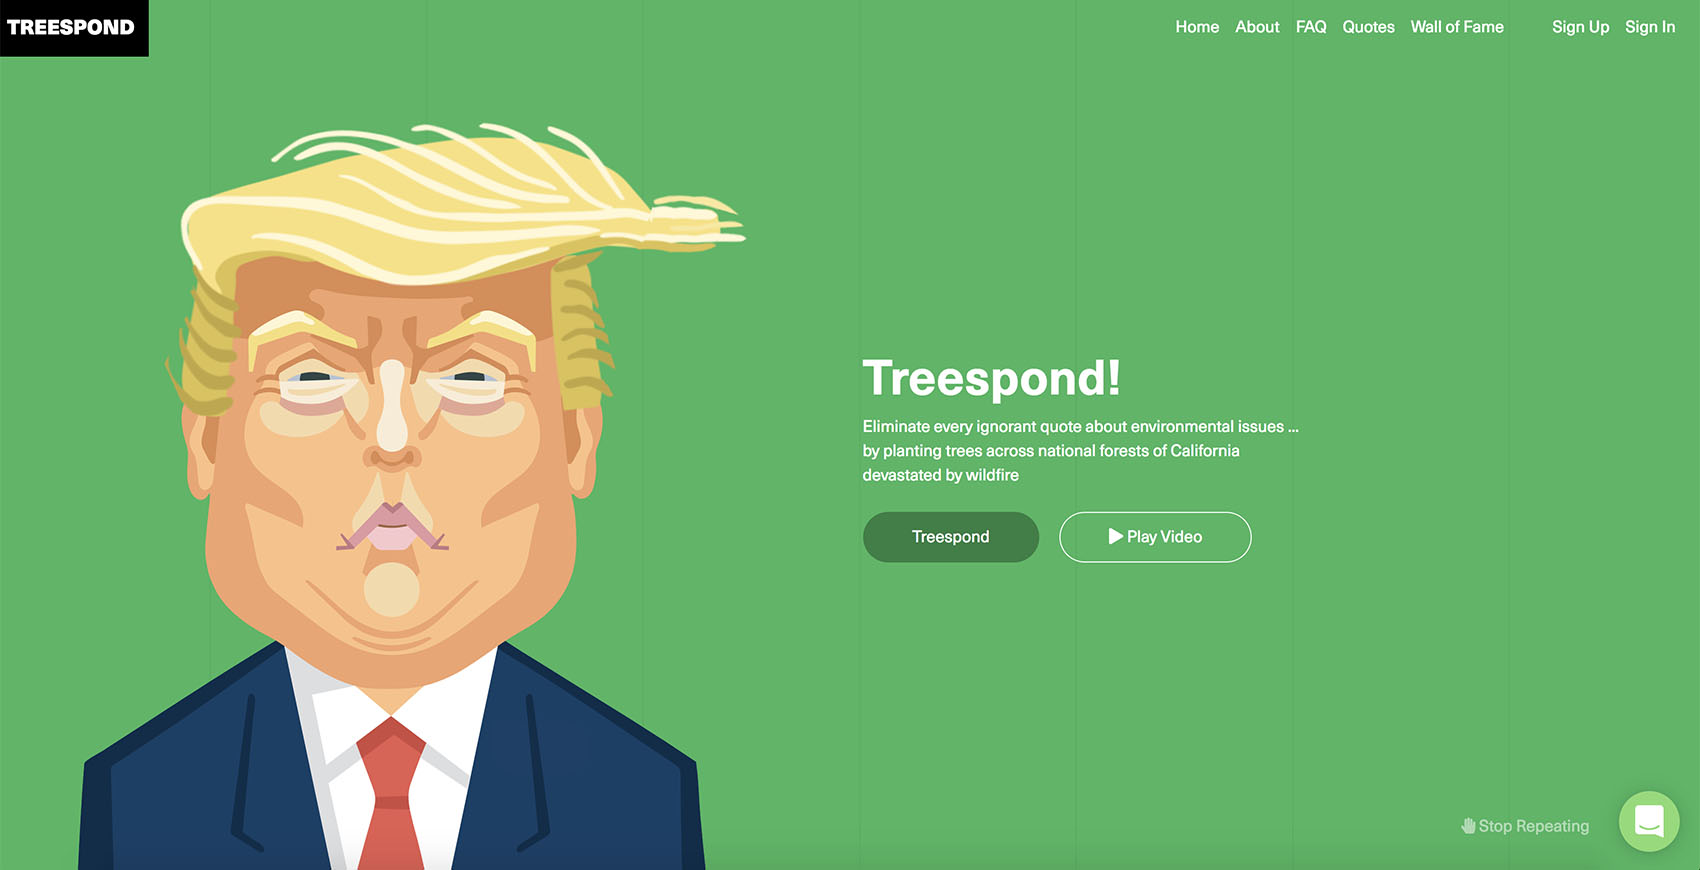 TREESPOND
Home About FAQ Quotes Wall of Fame Sign Up Sign In
Treespond!
Eliminate every ignorant quote about environmental issues ...
by planting trees across national forests of California
devastated by wildfire
Treespond
Play Video
Stop Repeating